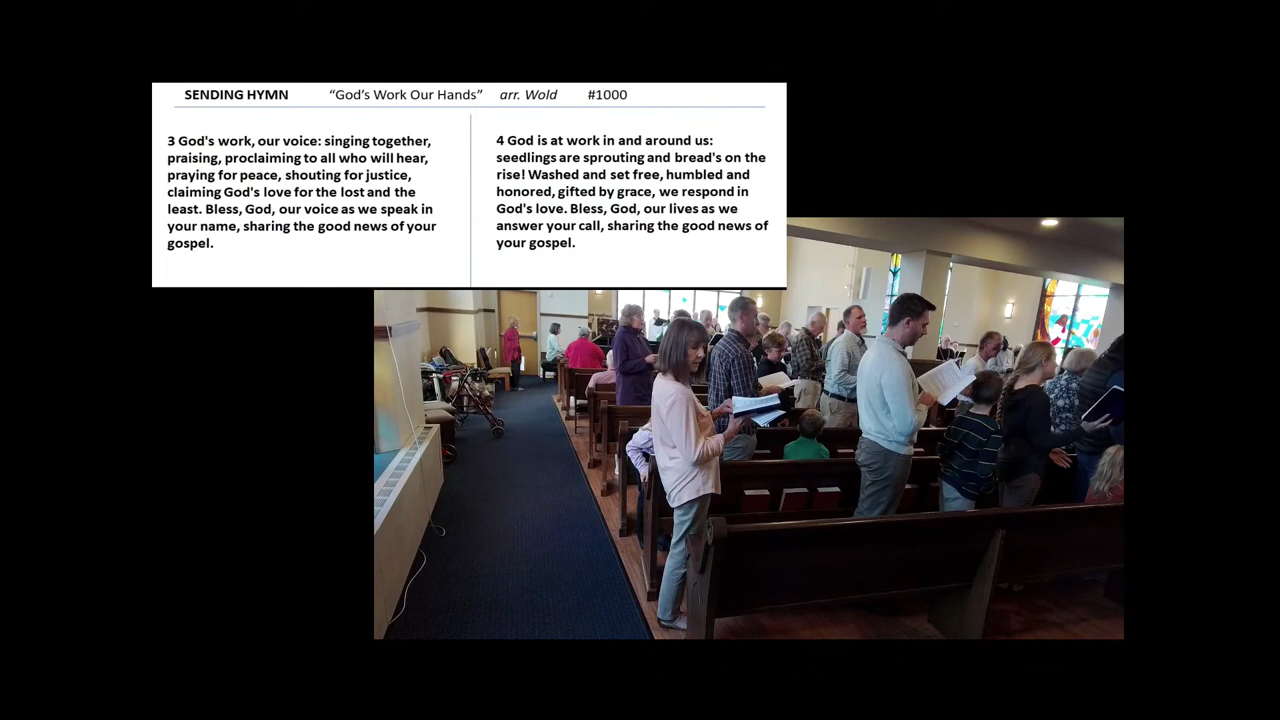 SENDING HYMN "God's Work Our Hands" arr. Wold #1000
3 God's work, our voice: singing together,
praising, proclaiming to all who will hear,
praying for peace, shouting for justice,
claiming God's love for the lost and the
least. Bless, God, our voice as we speak in
your name, sharing the good news of your
gospel.
4 God is at work in and around us:
seedlings are sprouting and bread's on the
rise! Washed and set free, humbled and
honored, gifted by grace, we respond in
God's love. Bless, God, our lives as we
answer your call, sharing the good news of
your gospel.